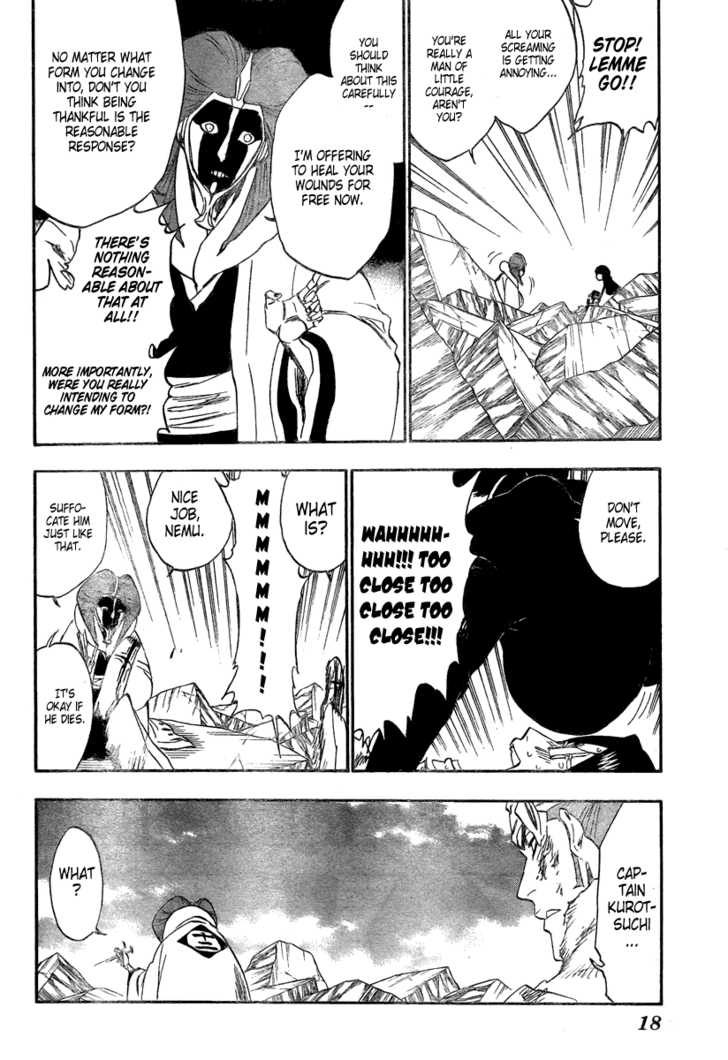 STOP!
LEMME
GO!!
ALL YOUR
SCREAMING
IS GETTING
ANNOYING...
YOU'RE
REALLY A
MAN OF
LITTLE
COURAGE,
AREN'T
YOU?
YOU
SHOULD
THINK
ABOUT THIS
CAREFULLY
--
I'M OFFERING
TO HEAL YOUR
WOUNDS FOR
FREE NOW.
NO MATTER WHAT
FORM YOU CHANGE
INTO, DON'T YOU
THINK BEING
THANKFUL IS THE
REASONABLE
RESPONSE?
THERE'S
NOTHING
REASON-
ABLE ABOUT
THAT AT
ALL!!
MORE IMPORTANTLY,
WERE YOU REALLY
INTENDING TO
CHANGE MY FORM?!
DON'T
MOVE,
PLEASE.
WAHHHHH-
HHH!!! TOO
CLOSE TOO
CLOSE TOO
CLOSE!!!
WHAT
IS?
MMMMMM!!!
NICE
JOB,
NEMU.
SUFFO-
CATE HIM
JUST LIKE
THAT.
IT'S
OKAY IF
HE DIES.
CAP-
TAIN
KUROT-
SUCHI
...
WHAT
?
十二
18